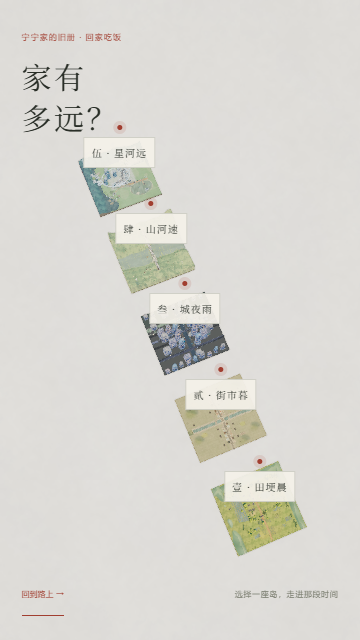 宁宁家的旧册 · 回家吃饭
家有
多远?
伍 · 星河远
肆 · 山河速
叁 · 城夜雨
贰 · 街市暮
壹 · 田埂晨
回到路上 →
选择一座岛，走进那段时间